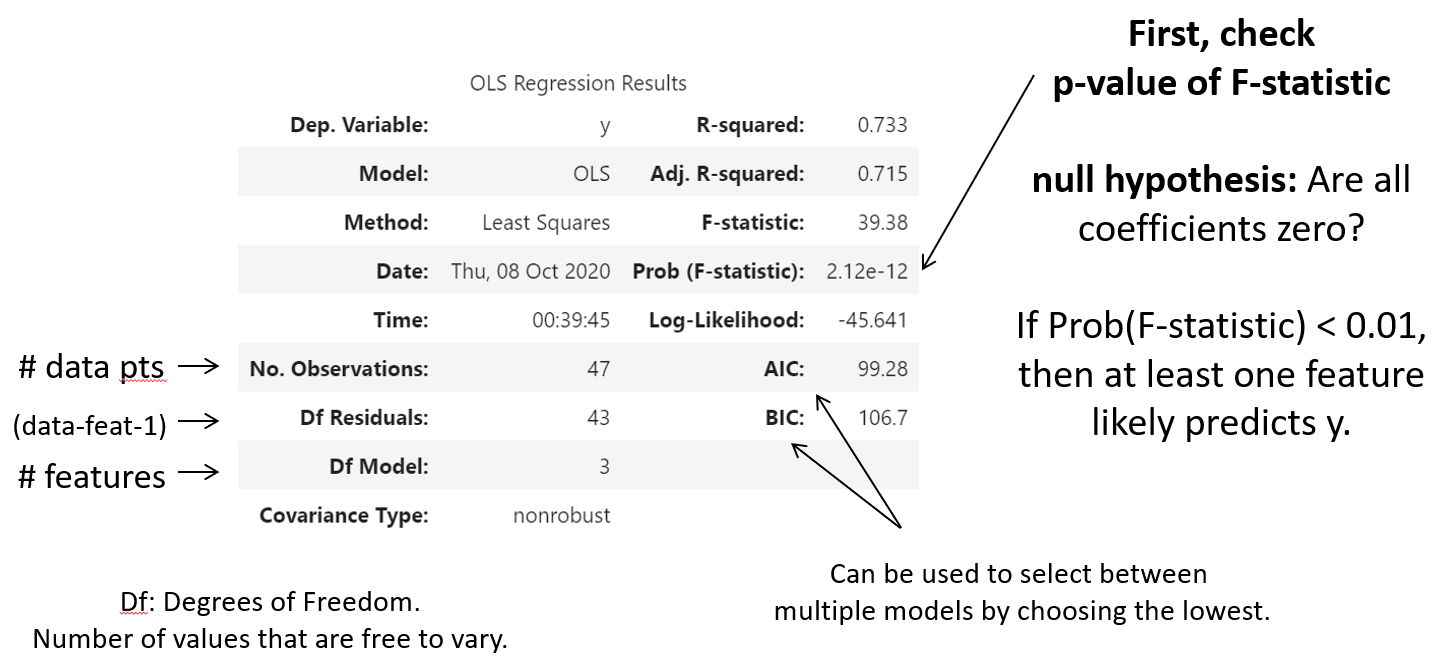 First, check
p-value of F-statistic
null hypothesis: Are all
coefficients zero?
If Prob(F-statistic) < 0.01,
then at least one feature
likely predicts y.
OLS Regression Results
Dep. Variable: y R-squared: 0.733
Model: OLS Adj. R-squared: 0.715
Method: Least Squares F-statistic: 39.38
Date: Thu, 08 Oct 2020 Prob (F-statistic): 2.12e-12
Time: 00:39:45 Log-Likelihood: -45.641
# data pts No. Observations: 47 AIC: 99.28
(data-feat-1) Df Residuals: 43 BIC: 106.7
# features Df Model: 3
Covariance Type: nonrobust
Df: Degrees of Freedom.
Number of values that are free to vary.
Can be used to select between
multiple models by choosing the lowest.